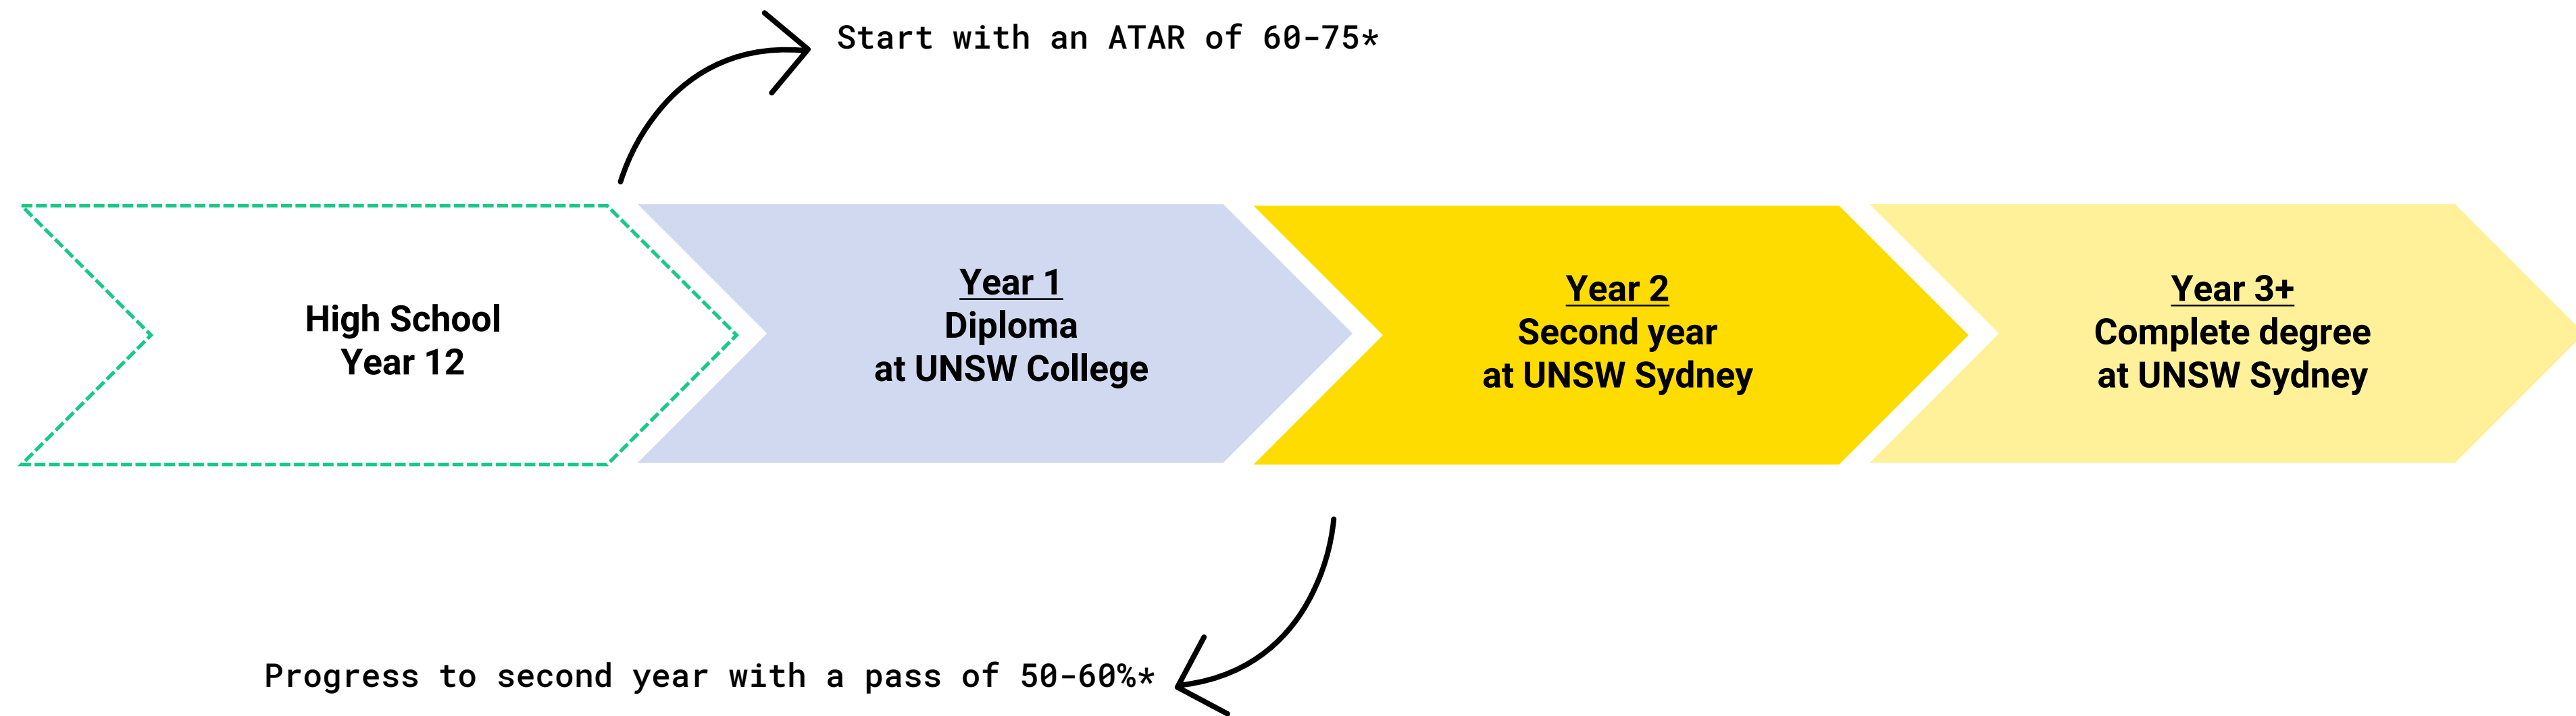 Start with an ATAR of 60-75*
High School
Year 12
Year 1
Diploma
at UNSW College
Year 2
Second year
at UNSW Sydney
Year 3+
Complete degree
at UNSW Sydney
Progress to second year with a pass of 50-60%*